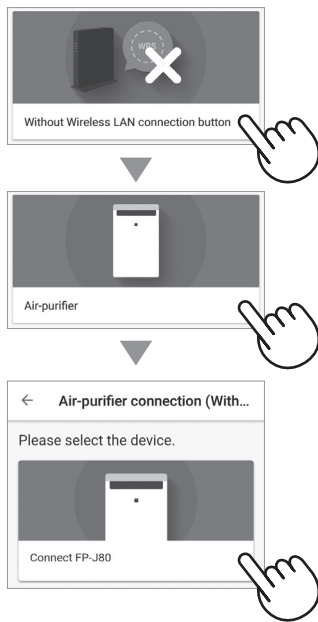 WPS
Without Wireless LAN connection button
Air-purifier
Air-purifier connection (With...
Please select the device.
Connect FP-J80